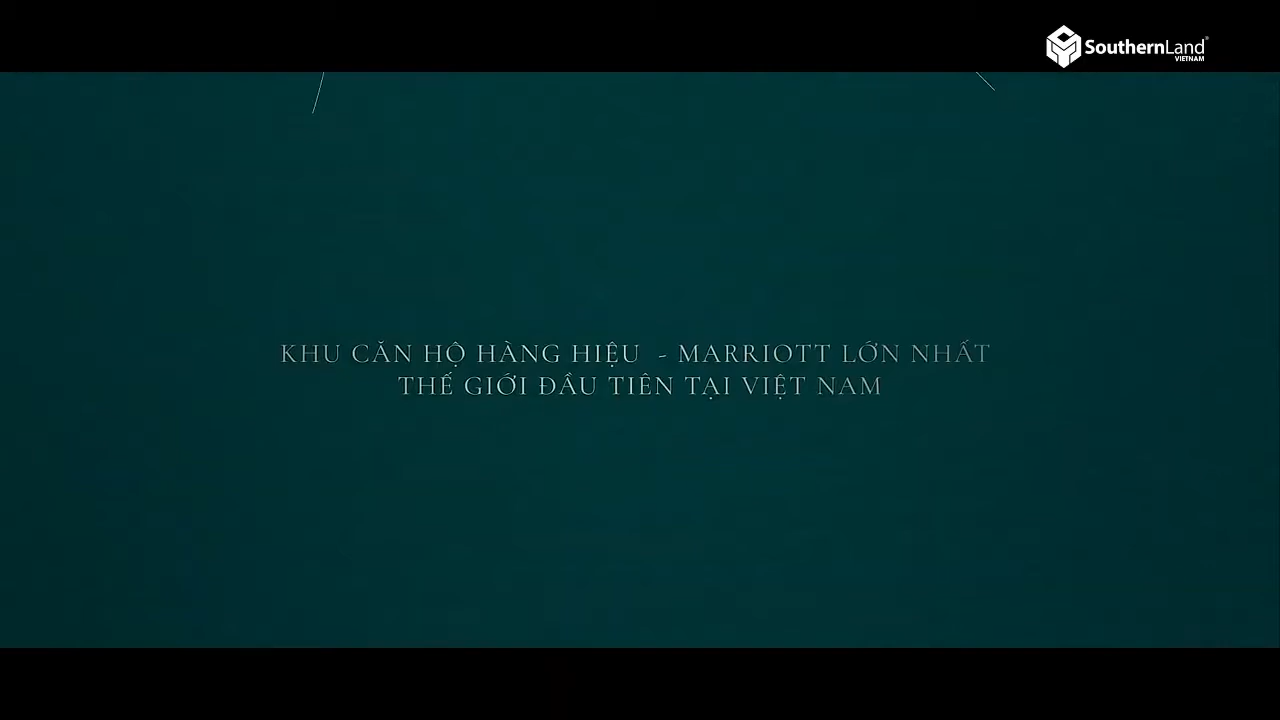 SouthernLand
VIETNAM
KHU CĂN HỘ HÀNG HIỆU - MARRIOTT LỚN NHẤT
THẾ GIỚI ĐẦU TIÊN TẠI VIỆT NAM